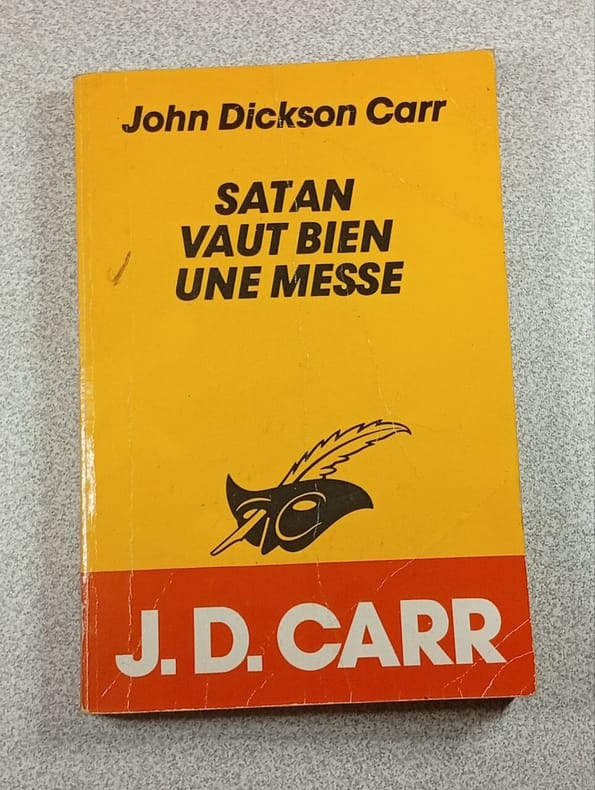 John Dickson Carr
SATAN
VAUT BIEN
UNE MESSE
J. D. CARR